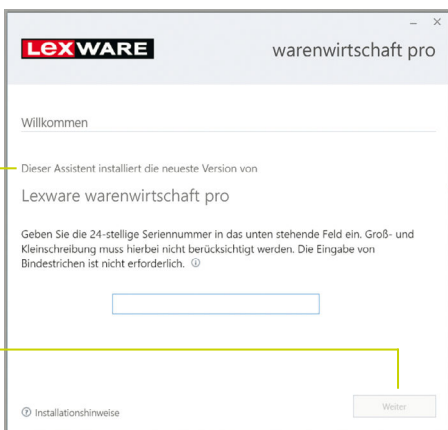 LEXWARE
warenwirtschaft pro
Willkommen
Dieser Assistent installiert die neueste Version von
Lexware warenwirtschaft pro
Geben Sie die 24-stellige Seriennummer in das unten stehende Feld ein. Groß- und
Kleinschreibung muss hierbei nicht berücksichtigt werden. Die Eingabe von
Bindestrichen ist nicht erforderlich.
Weiter
Installationshinweise